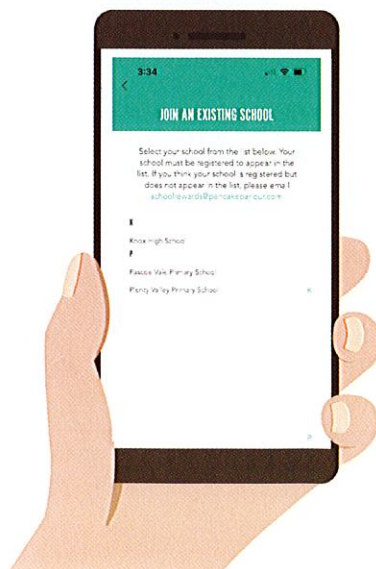 3:34
JOIN AN EXISTING SCHOOL
Select your school from the list below. Your
school must be registered to appear in the
list. If you think your school is registered but
does not appear in the list, please email
schoolrewards@pancakeparlour.com
K
Knox High School
P
Pascoe Vale Primary School
Plenty Valley Primary School